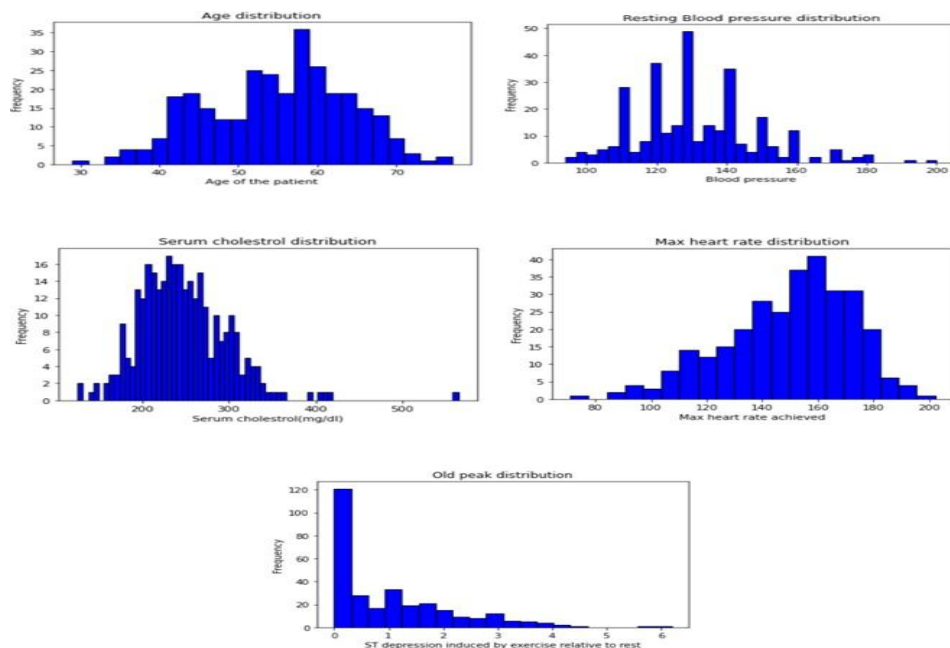 Age distribution
35
30
25
20
15
10
5
0
Frequency
30 40 50 60 70
Age of the patient
Resting Blood pressure distribution
50
40
30
20
10
0
Frequency
100 120 140 160 180 200
Blood pressure
Serum cholestrol distribution
16
14
12
10
8
6
4
2
0
Frequency
200 300 400 500
Serum cholestrol(mg/dl)
Max heart rate distribution
40
35
30
25
20
15
10
5
0
Frequency
80 100 120 140 160 180 200
Max heart rate achieved
Old peak distribution
120
100
80
60
40
20
0
Frequency
0 1 2 3 4 5 6
ST depression induced by exercise relative to rest